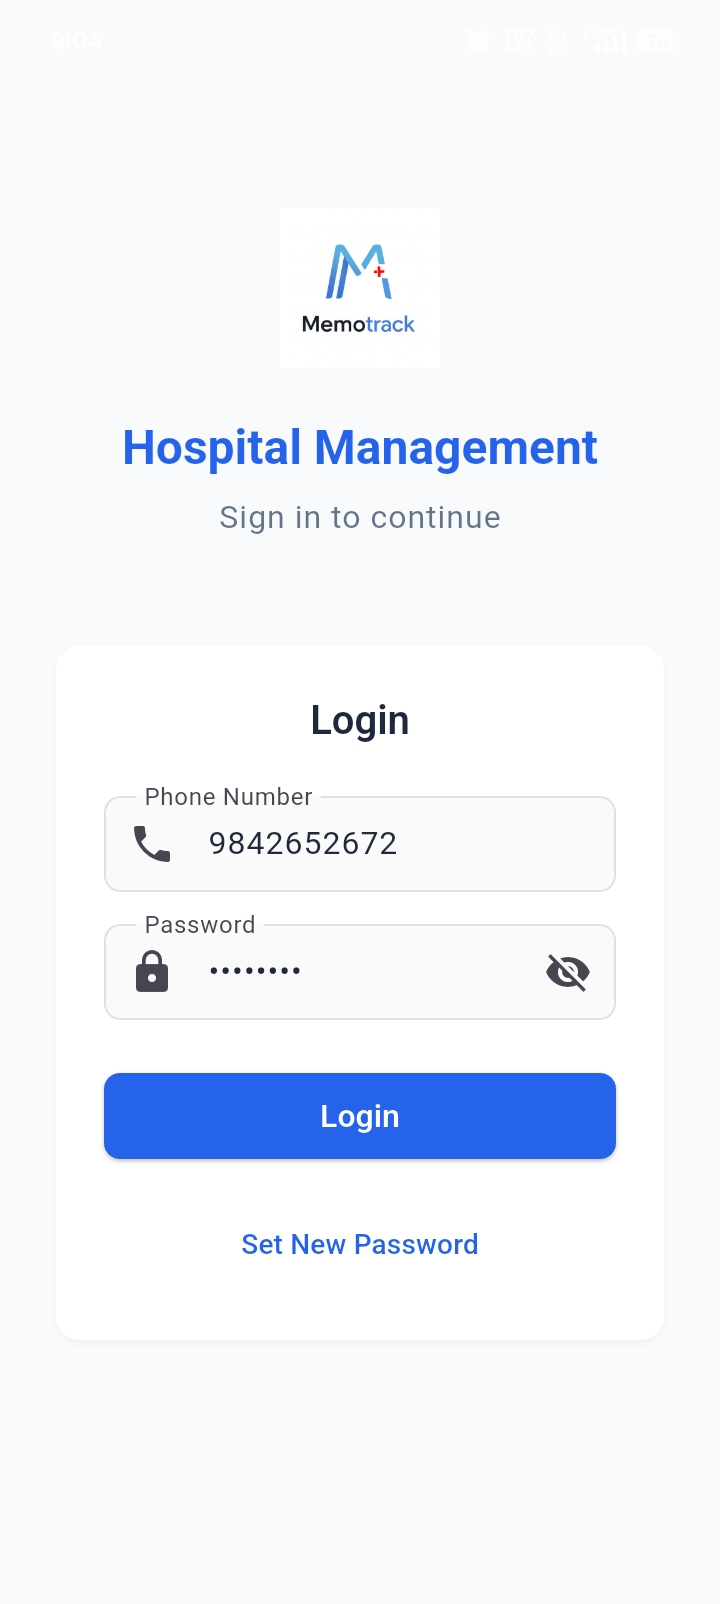 9:04
Memotrack
Hospital Management
Sign in to continue
Login
Phone Number
9842652672
Password
••••••••
Login
Set New Password